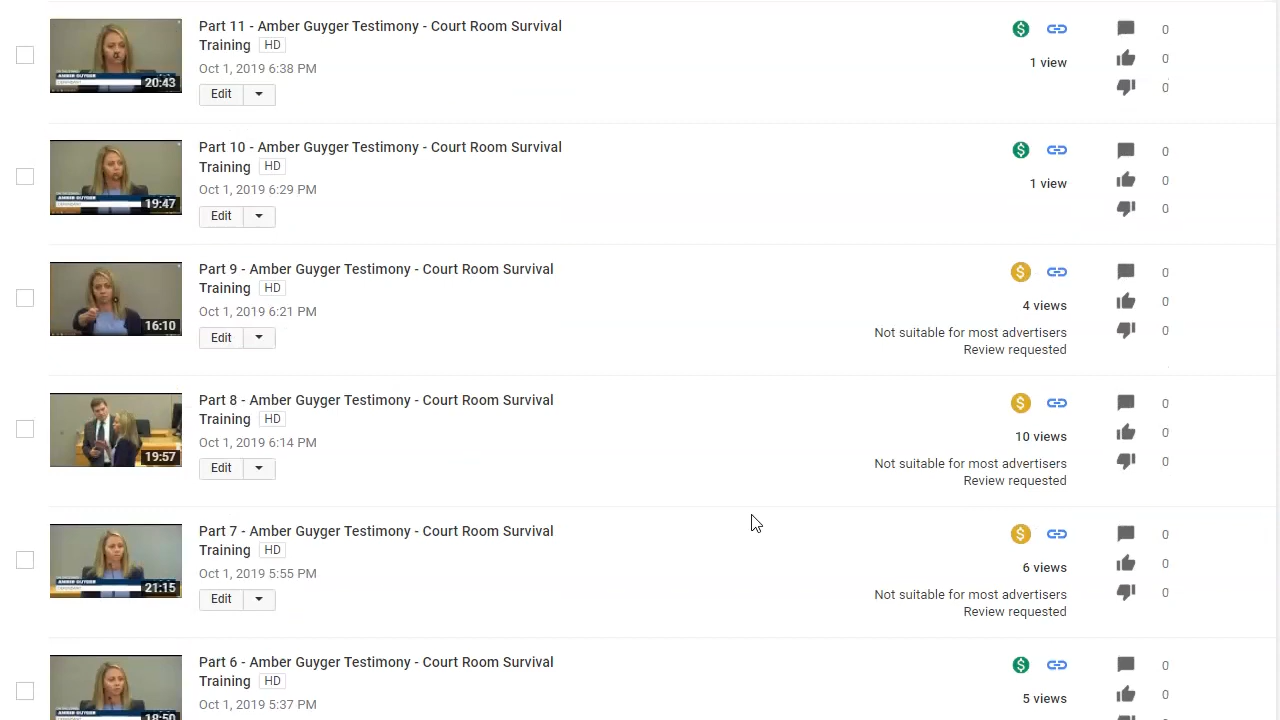 Part 11 - Amber Guyger Testimony - Court Room Survival
Training HD
Oct 1, 2019 6:38 PM
Edit
20:43
AMBER GUYGER
1 view
0
0
0
Part 10 - Amber Guyger Testimony - Court Room Survival
Training HD
Oct 1, 2019 6:29 PM
Edit
19:47
AMBER GUYGER
1 view
0
0
0
Part 9 - Amber Guyger Testimony - Court Room Survival
Training HD
Oct 1, 2019 6:21 PM
Edit
16:10
4 views
Not suitable for most advertisers
Review requested
0
0
0
Part 8 - Amber Guyger Testimony - Court Room Survival
Training HD
Oct 1, 2019 6:14 PM
Edit
19:57
10 views
Not suitable for most advertisers
Review requested
0
0
0
Part 7 - Amber Guyger Testimony - Court Room Survival
Training HD
Oct 1, 2019 5:55 PM
Edit
21:15
AMBER GUYGER
6 views
Not suitable for most advertisers
Review requested
0
0
0
Part 6 - Amber Guyger Testimony - Court Room Survival
Training HD
Oct 1, 2019 5:37 PM
18:50
5 views
0
0